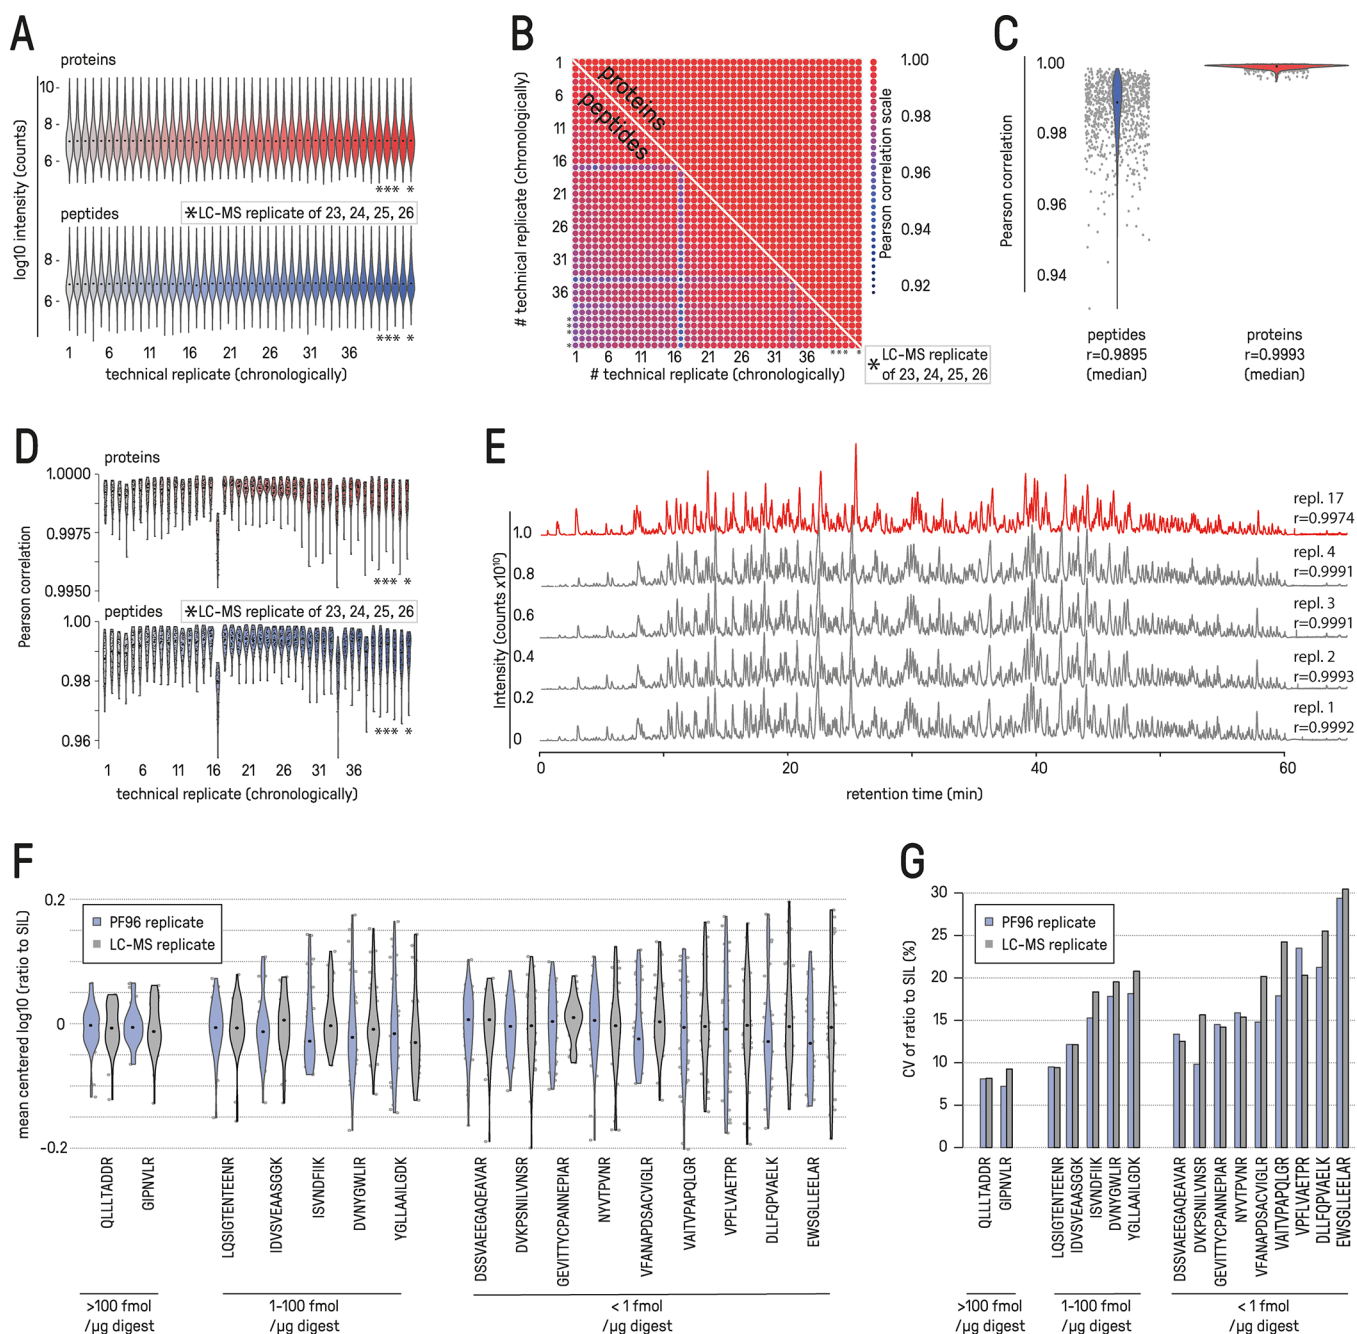 A
proteins
10
8
6
log10 intensity (counts)
*** *
peptides
*LC-MS replicate of 23, 24, 25, 26
8
6
*** *
1 6 11 16 21 26 31 36
technical replicate (chronologically)
B
1
6
11
16
21
26
31
36
# technical replicate (chronologically)
proteins
peptides
1.00
0.98
0.96
0.94
0.92
Pearson correlation scale
****
1 6 11 16 21 26 31 36
*** *
# technical replicate (chronologically)
* LC-MS replicate
of 23, 24, 25, 26
C
1.00
0.98
0.96
0.94
Pearson correlation
peptides
r=0.9895
(median)
proteins
r=0.9993
(median)
D
proteins
1.0000
0.9975
0.9950
Pearson correlation
*** *
peptides
*LC-MS replicate of 23, 24, 25, 26
1.00
0.98
0.96
*** *
1 6 11 16 21 26 31 36
technical replicate (chronologically)
E
Intensity (counts x10¹⁰)
1.0
0.8
0.6
0.4
0.2
0
repl. 17
r=0.9974
repl. 4
r=0.9991
repl. 3
r=0.9991
repl. 2
r=0.9993
repl. 1
r=0.9992
0 20 40 60
retention time (min)
F
mean centered log10 (ratio to SIL)
0.2
0
-0.2
PF96 replicate
LC-MS replicate
QLLLTADDR
GIPNVLR
LQSIGTENTEENR
IDVSVEAASGGK
ISVNDFIIK
DVNYGWLIR
YGLLAAILGDK
DSSVAEEGAQEAVAR
DVKPSNILVNSR
GEVITTYCPANNEPIAR
NYVTPVNR
VFANAPDSACVIGLR
VAITVPAPQLGR
VPFLVAETPR
DLLFQPVAELK
EWSGLLEELAR
>100 fmol
/µg digest
1-100 fmol
/µg digest
< 1 fmol
/µg digest
G
CV of ratio to SIL (%)
30
25
20
15
10
5
0
PF96 replicate
LC-MS replicate
QLLLTADDR
GIPNVLR
LQSIGTENTEENR
IDVSVEAASGGK
ISVNDFIIK
DVNYGWLIR
YGLLAAILGDK
DSSVAEEGAQEAVAR
DVKPSNILVNSR
GEVITTYCPANNEPIAR
NYVTPVNR
VFANAPDSACVIGLR
VAITVPAPQLGR
VPFLVAETPR
DLLFQPVAELK
EWSGLLEELAR
>100 fmol
/µg digest
1-100 fmol
/µg digest
< 1 fmol
/µg digest